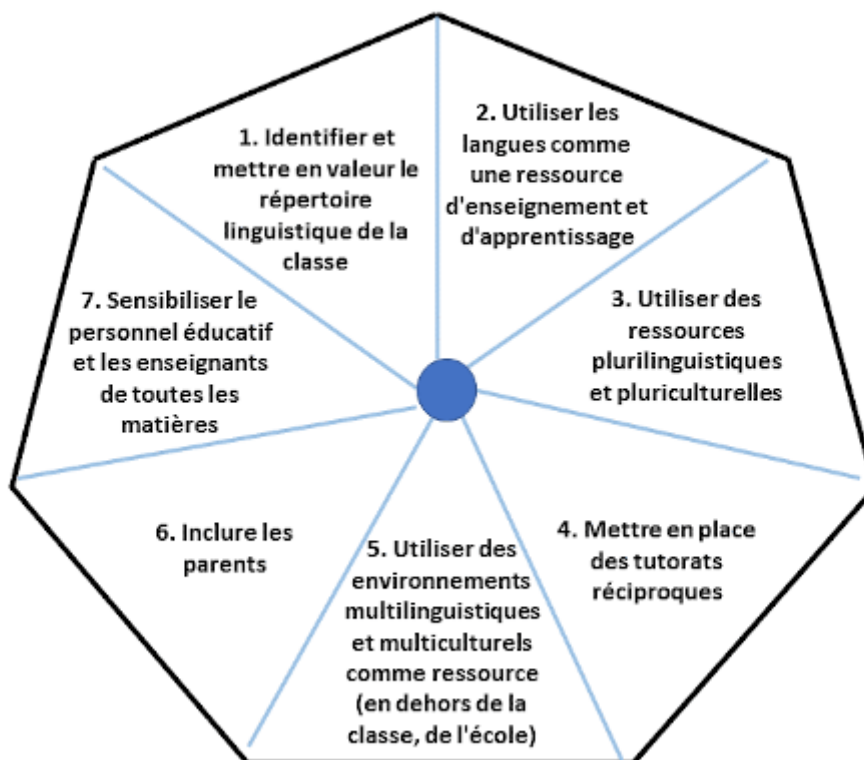 1. Identifier et
mettre en valeur le
répertoire
linguistique de la
classe
2. Utiliser les
langues comme
une ressource
d'enseignement et
d'apprentissage
3. Utiliser des
ressources
plurilinguistiques
et pluriculturelles
4. Mettre en place
des tutorats
réciproques
5. Utiliser des
environnements
multilinguistiques
et multiculturels
comme ressource
(en dehors de la
classe, de l'école)
6. Inclure les
parents
7. Sensibiliser le
personnel éducatif
et les enseignants
de toutes les
matières